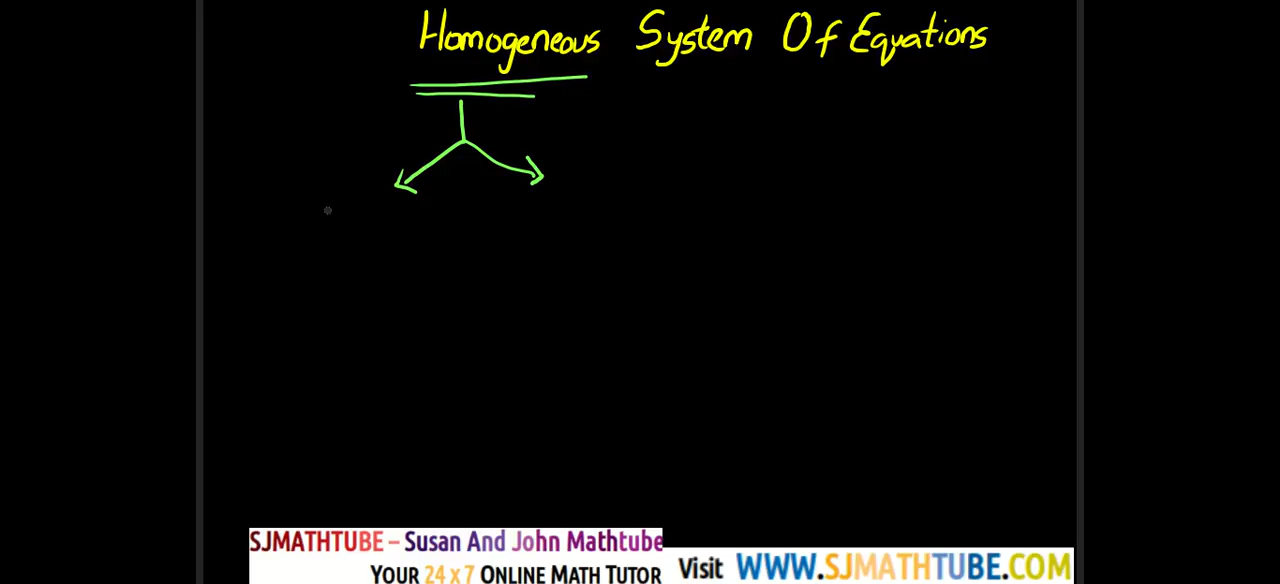 Homogeneous System Of Equations
SJMATHTUBE – Susan And John Mathtube
YOUR 24 x 7 ONLINE MATH TUTOR
Visit WWW.SJMATHTUBE.COM